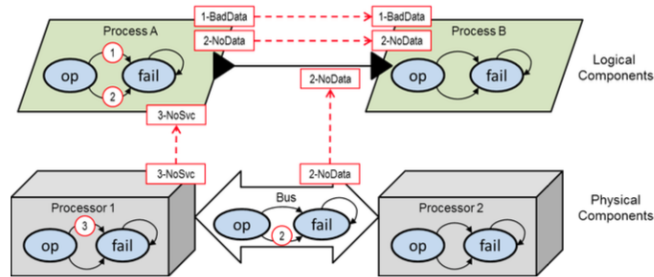 1-BadData
1-BadData
Process A
Process B
2-NoData
2-NoData
1
op
fail
2
2-NoData
op
fail
Logical
Components
3-NoSvc
3-NoSvc
2-NoData
Processor 1
Bus
Processor 2
3
op
fail
op
fail
2
op
fail
Physical
Components